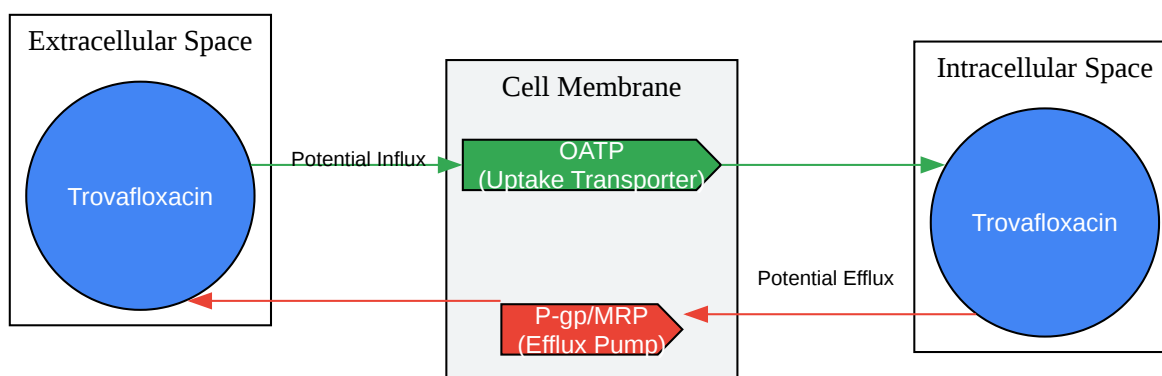 Extracellular Space
Trovafloxacin
Potential Influx
Cell Membrane
OATP
(Uptake Transporter)
P-gp/MRP
(Efflux Pump)
Potential Efflux
Intracellular Space
Trovafloxacin